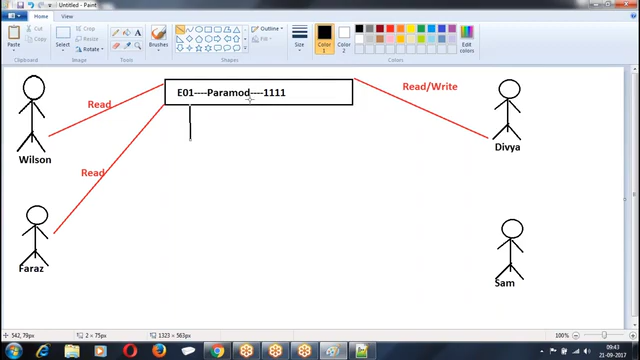 Untitled - Paint
Home
View
Paste
Cut
Copy
Select
Crop
Resize
Rotate
Brushes
Outline
Fill
Size
Color 1
Color 2
Edit colors
Clipboard
Image
Tools
Shapes
Colors
E01----Paramod----1111
Read
Read/Write
Wilson
Divya
Read
Faraz
Sam
542, 79px
2 × 75px
1323 × 563px
100%
09:43
21-09-2017